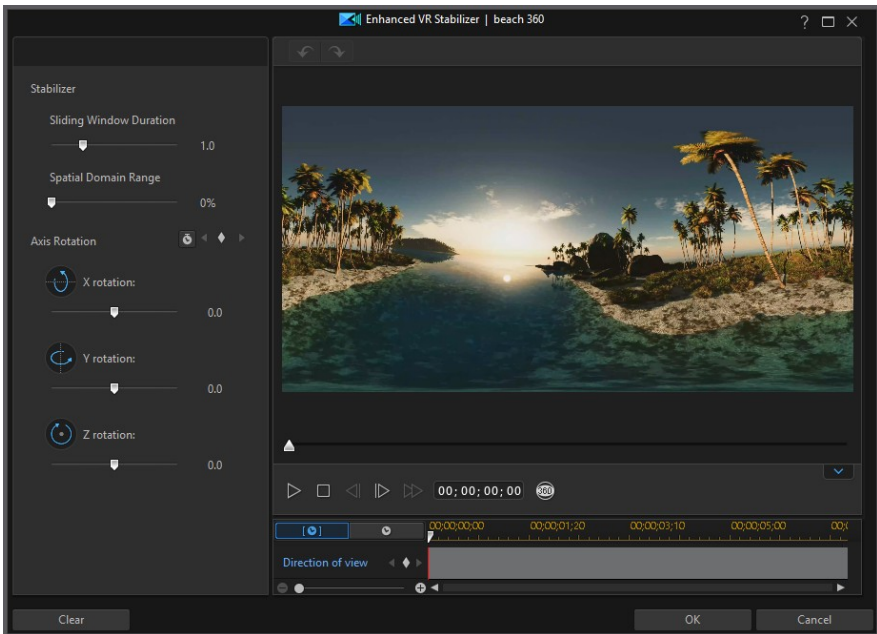 Enhanced VR Stabilizer | beach 360
?
Stabilizer
Sliding Window Duration
1.0
Spatial Domain Range
0%
Axis Rotation
X rotation:
0.0
Y rotation:
0.0
Z rotation:
0.0
00;00;00;00
360
00;00;00;00 00;00;01;20 00;00;03;10 00;00;05;00
Direction of view
Clear
OK
Cancel